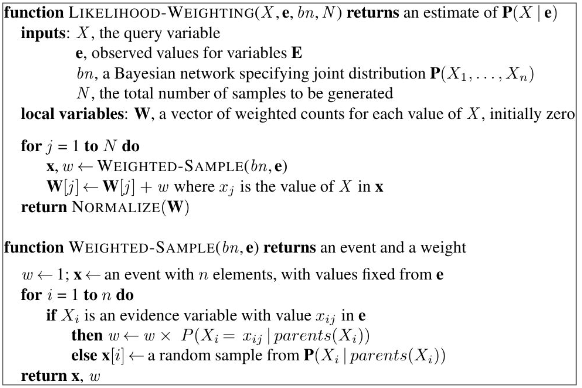 function LIKELIHOOD-WEIGHTING(X, e, bn, N) returns an estimate of P(X | e)
inputs: X, the query variable
e, observed values for variables E
bn, a Bayesian network specifying joint distribution P(X₁, . . . , Xₙ)
N, the total number of samples to be generated
local variables: W, a vector of weighted counts for each value of X, initially zero
for j = 1 to N do
x, w ← WEIGHTED-SAMPLE(bn, e)
W[j] ← W[j] + w where xⱼ is the value of X in x
return NORMALIZE(W)
function WEIGHTED-SAMPLE(bn, e) returns an event and a weight
w ← 1; x ← an event with n elements, with values fixed from e
for i = 1 to n do
if Xᵢ is an evidence variable with value xᵢⱼ in e
then w ← w × P(Xᵢ = xᵢⱼ | parents(Xᵢ))
else x[i] ← a random sample from P(Xᵢ | parents(Xᵢ))
return x, w